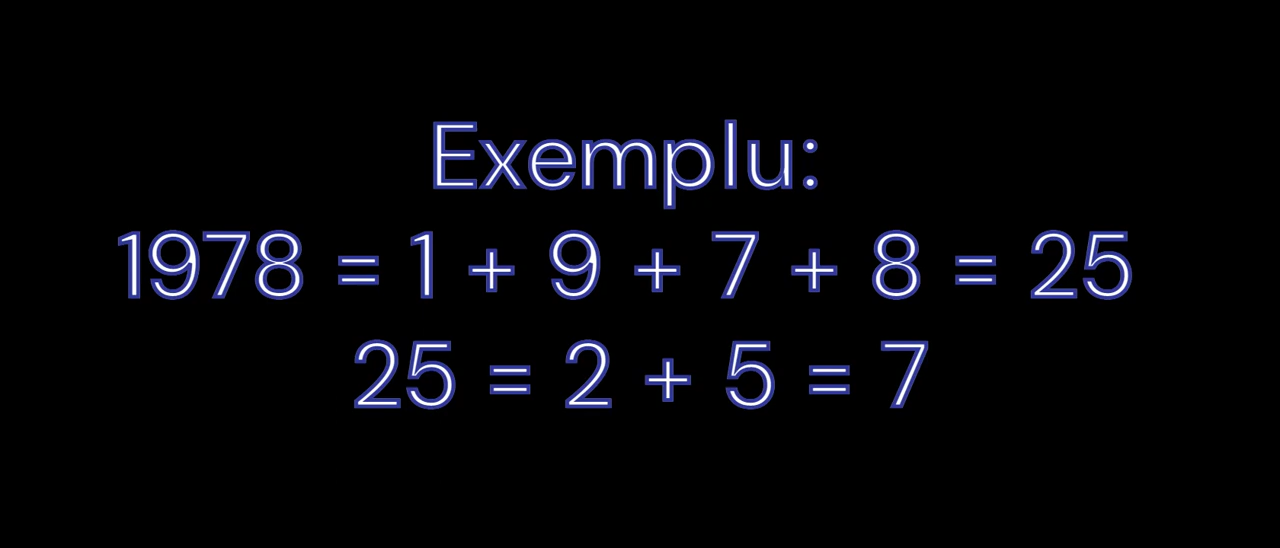 Exemplu:
1978 = 1 + 9 + 7 + 8 = 25
25 = 2 + 5 = 7